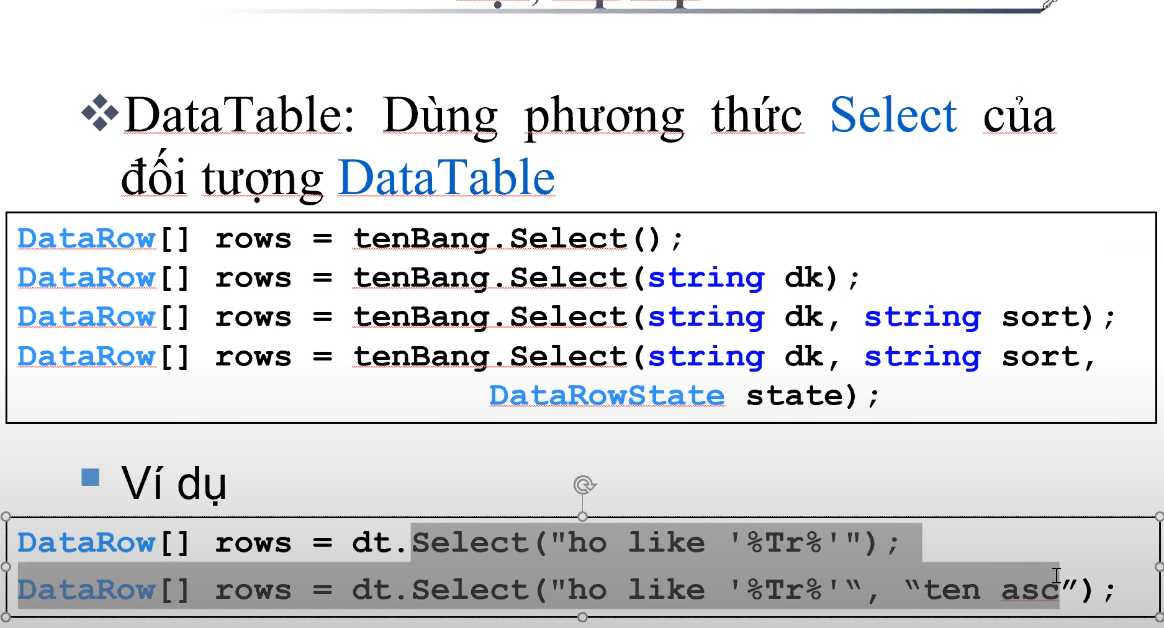 DataTable: Dùng phương thức Select của
đối tượng DataTable
DataRow[] rows = tenBang.Select();
DataRow[] rows = tenBang.Select(string dk);
DataRow[] rows = tenBang.Select(string dk, string sort);
DataRow[] rows = tenBang.Select(string dk, string sort,
DataRowState state);
Ví dụ
DataRow[] rows = dt.Select("ho like '%Tr%'");
DataRow[] rows = dt.Select("ho like '%Tr%'“, “ten asc”);